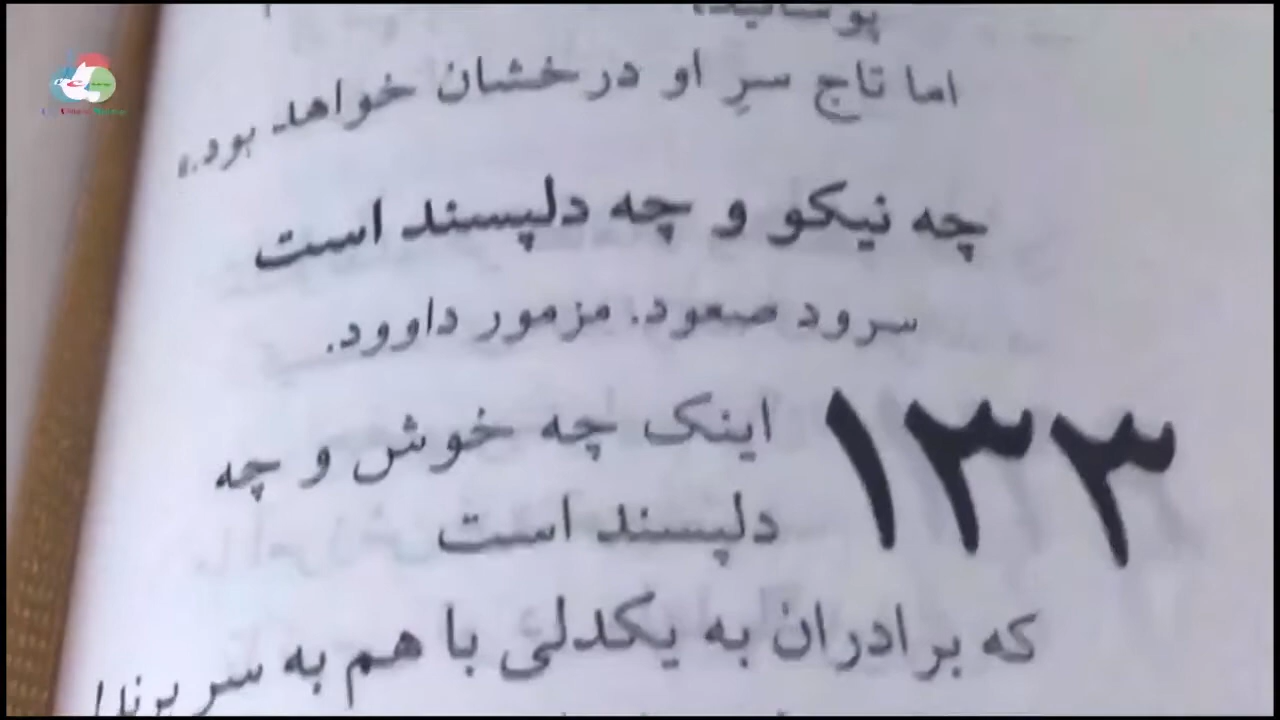 پوشانید،
اما تاج سرِ او درخشان خواهد بود.»
چه نیکو و چه دلپسند است
سرود صعود. مزمور داوود.
۱۳۳ اینک چه خوش و چه
دلپسند است
که برادران به یکدلی با هم به سر برند!